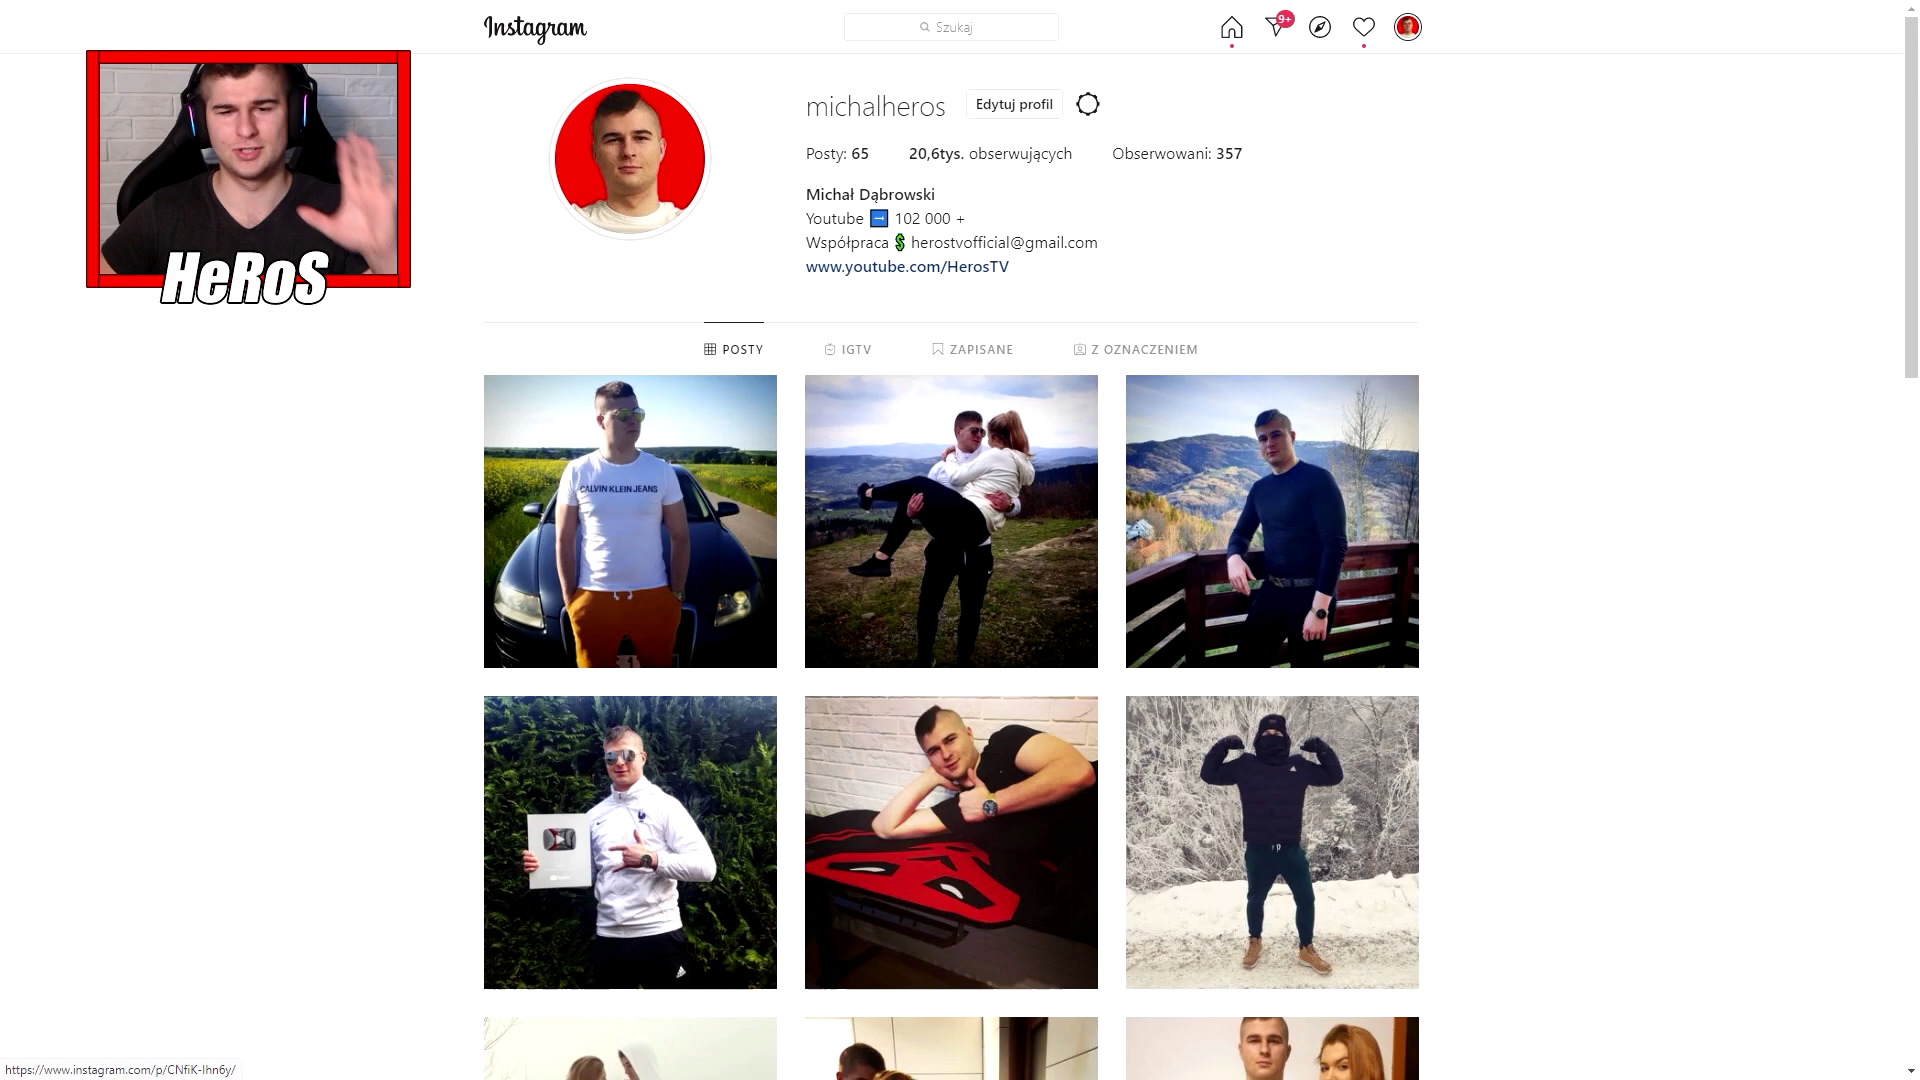 Instagram
Szukaj
9+
HeRoS
michalheros
Edytuj profil
Posty: 65
20,6tys. obserwujących
Obserwowani: 357
Michał Dąbrowski
Youtube ➡ 102 000 +
Współpraca 💲 herostvofficial@gmail.com
www.youtube.com/HerosTV
POSTY
IGTV
ZAPISANE
Z OZNACZENIEM
CALVIN KLEIN JEANS
https://www.instagram.com/p/CNfiK-Ihn6y/